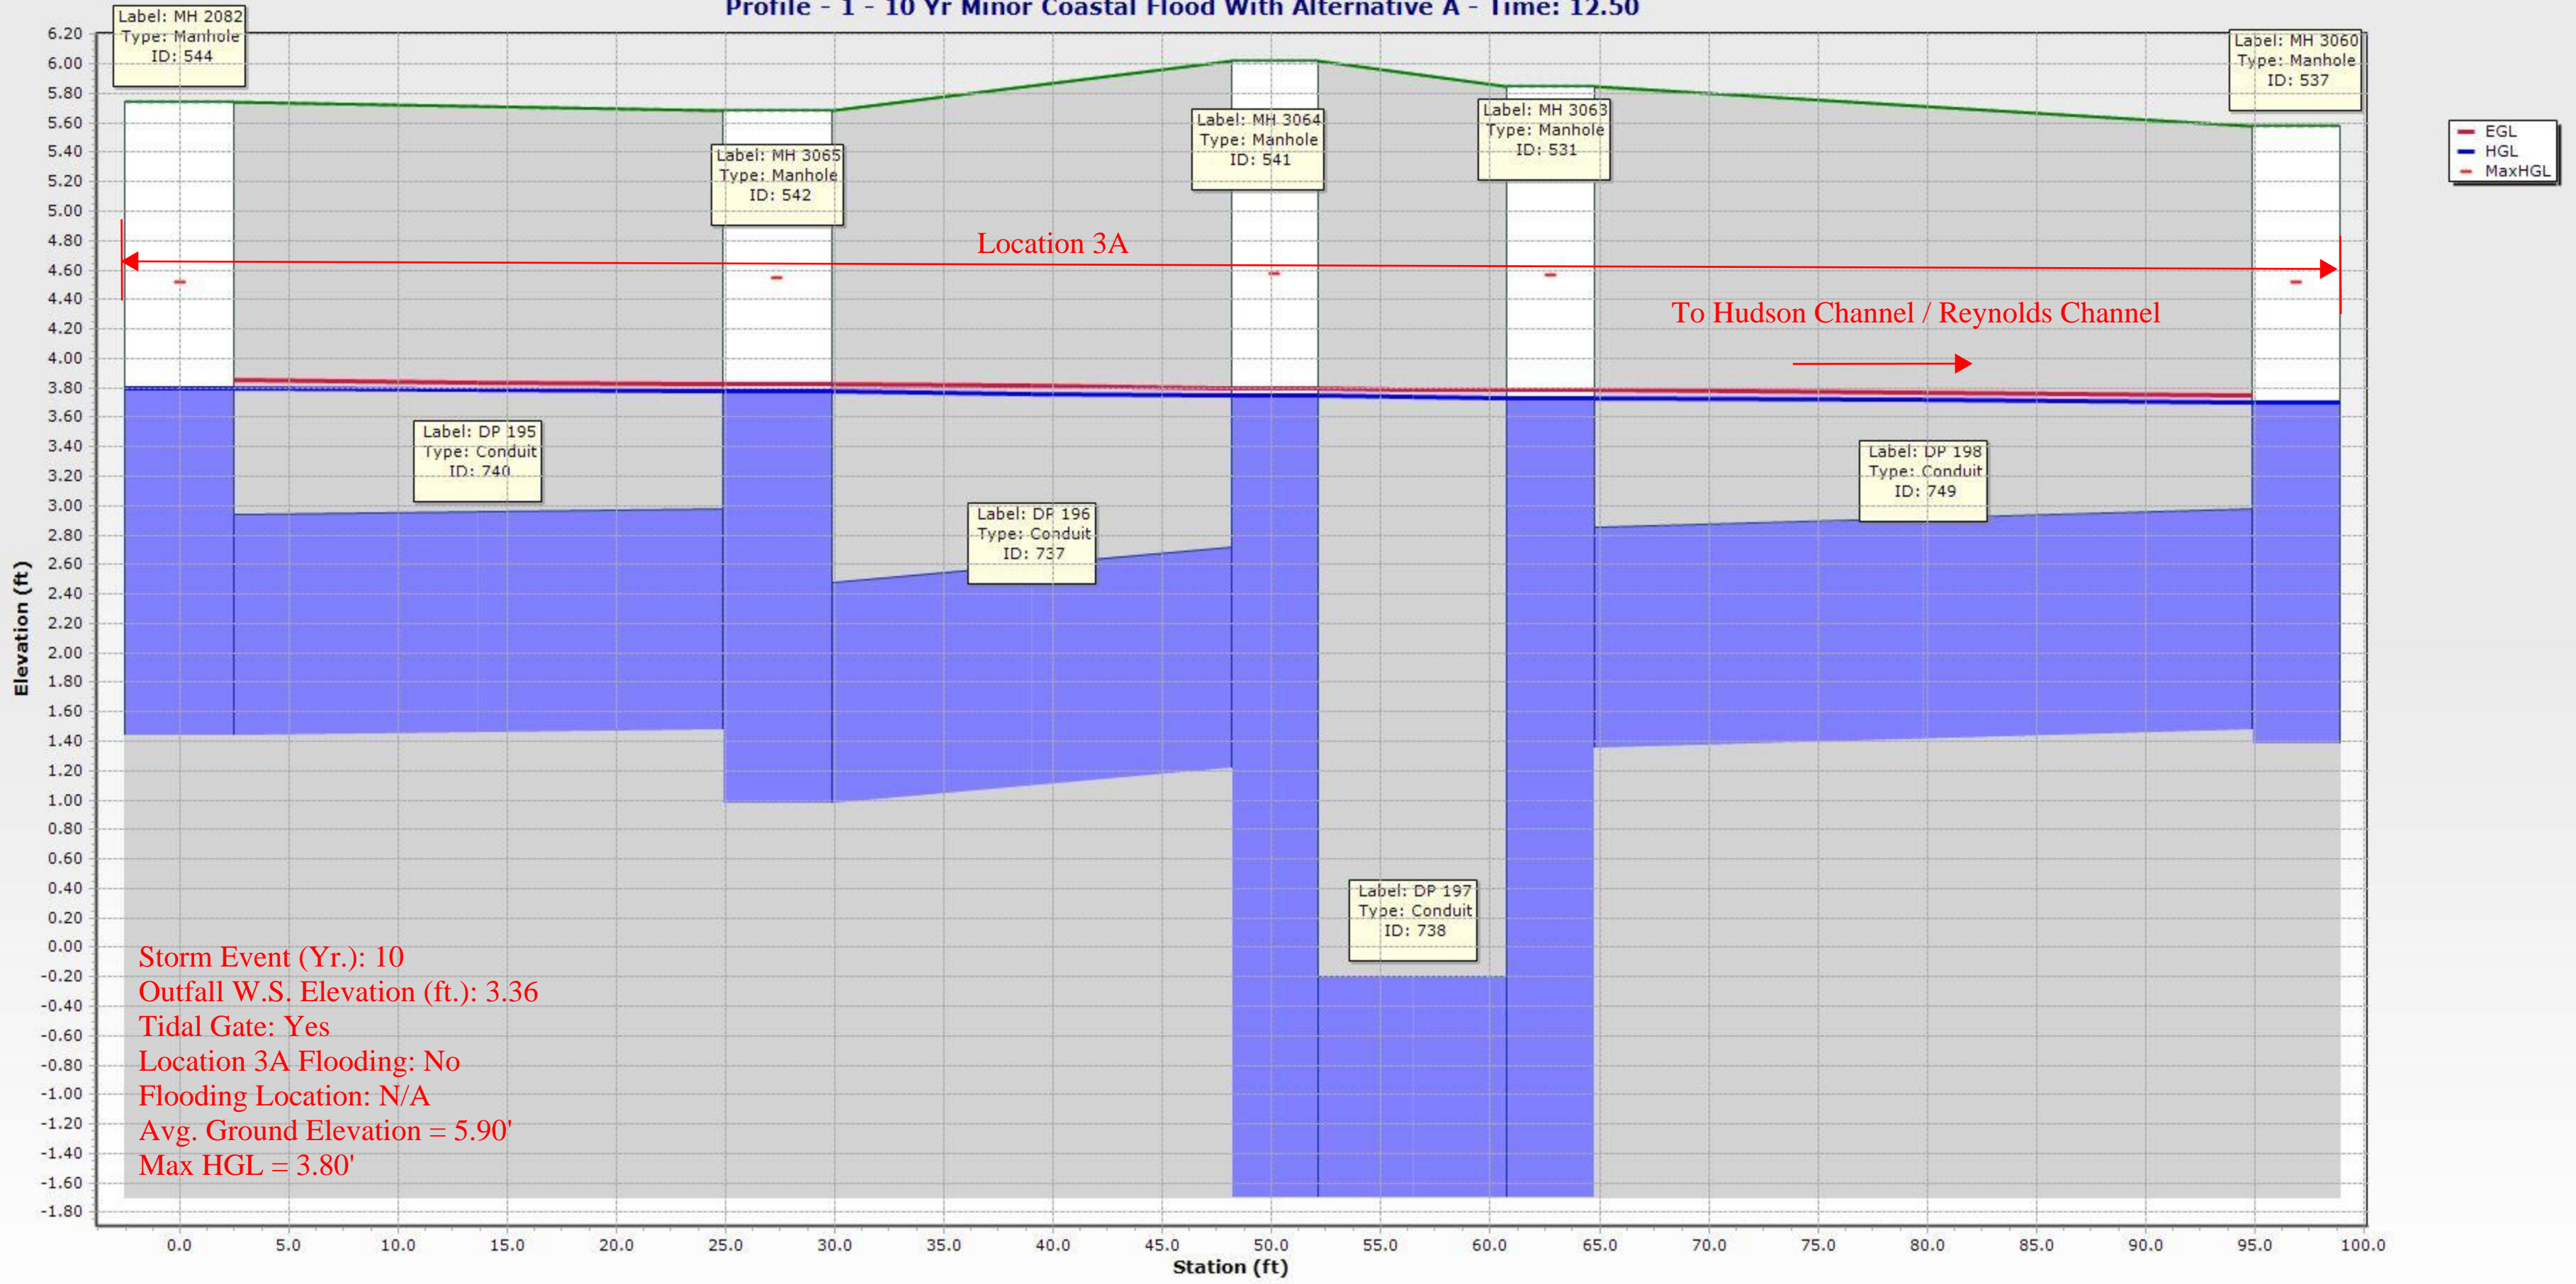 Profile - 1 - 10 Yr Minor Coastal Flood With Alternative A - Time: 12.50
Label: MH 2082
Type: Manhole
ID: 544
Label: MH 3065
Type: Manhole
ID: 542
Label: MH 3064
Type: Manhole
ID: 541
Label: MH 3063
Type: Manhole
ID: 531
Label: MH 3060
Type: Manhole
ID: 537
EGL
HGL
MaxHGL
Location 3A
To Hudson Channel / Reynolds Channel
Label: DP 195
Type: Conduit
ID: 740
Label: DP 196
Type: Conduit
ID: 737
Label: DP 198
Type: Conduit
ID: 749
Label: DP 197
Type: Conduit
ID: 738
Storm Event (Yr.): 10
Outfall W.S. Elevation (ft.): 3.36
Tidal Gate: Yes
Location 3A Flooding: No
Flooding Location: N/A
Avg. Ground Elevation = 5.90'
Max HGL = 3.80'
Elevation (ft)
6.20
6.00
5.80
5.60
5.40
5.20
5.00
4.80
4.60
4.40
4.20
4.00
3.80
3.60
3.40
3.20
3.00
2.80
2.60
2.40
2.20
2.00
1.80
1.60
1.40
1.20
1.00
0.80
0.60
0.40
0.20
0.00
-0.20
-0.40
-0.60
-0.80
-1.00
-1.20
-1.40
-1.60
-1.80
0.0 5.0 10.0 15.0 20.0 25.0 30.0 35.0 40.0 45.0 50.0 55.0 60.0 65.0 70.0 75.0 80.0 85.0 90.0 95.0 100.0
Station (ft)